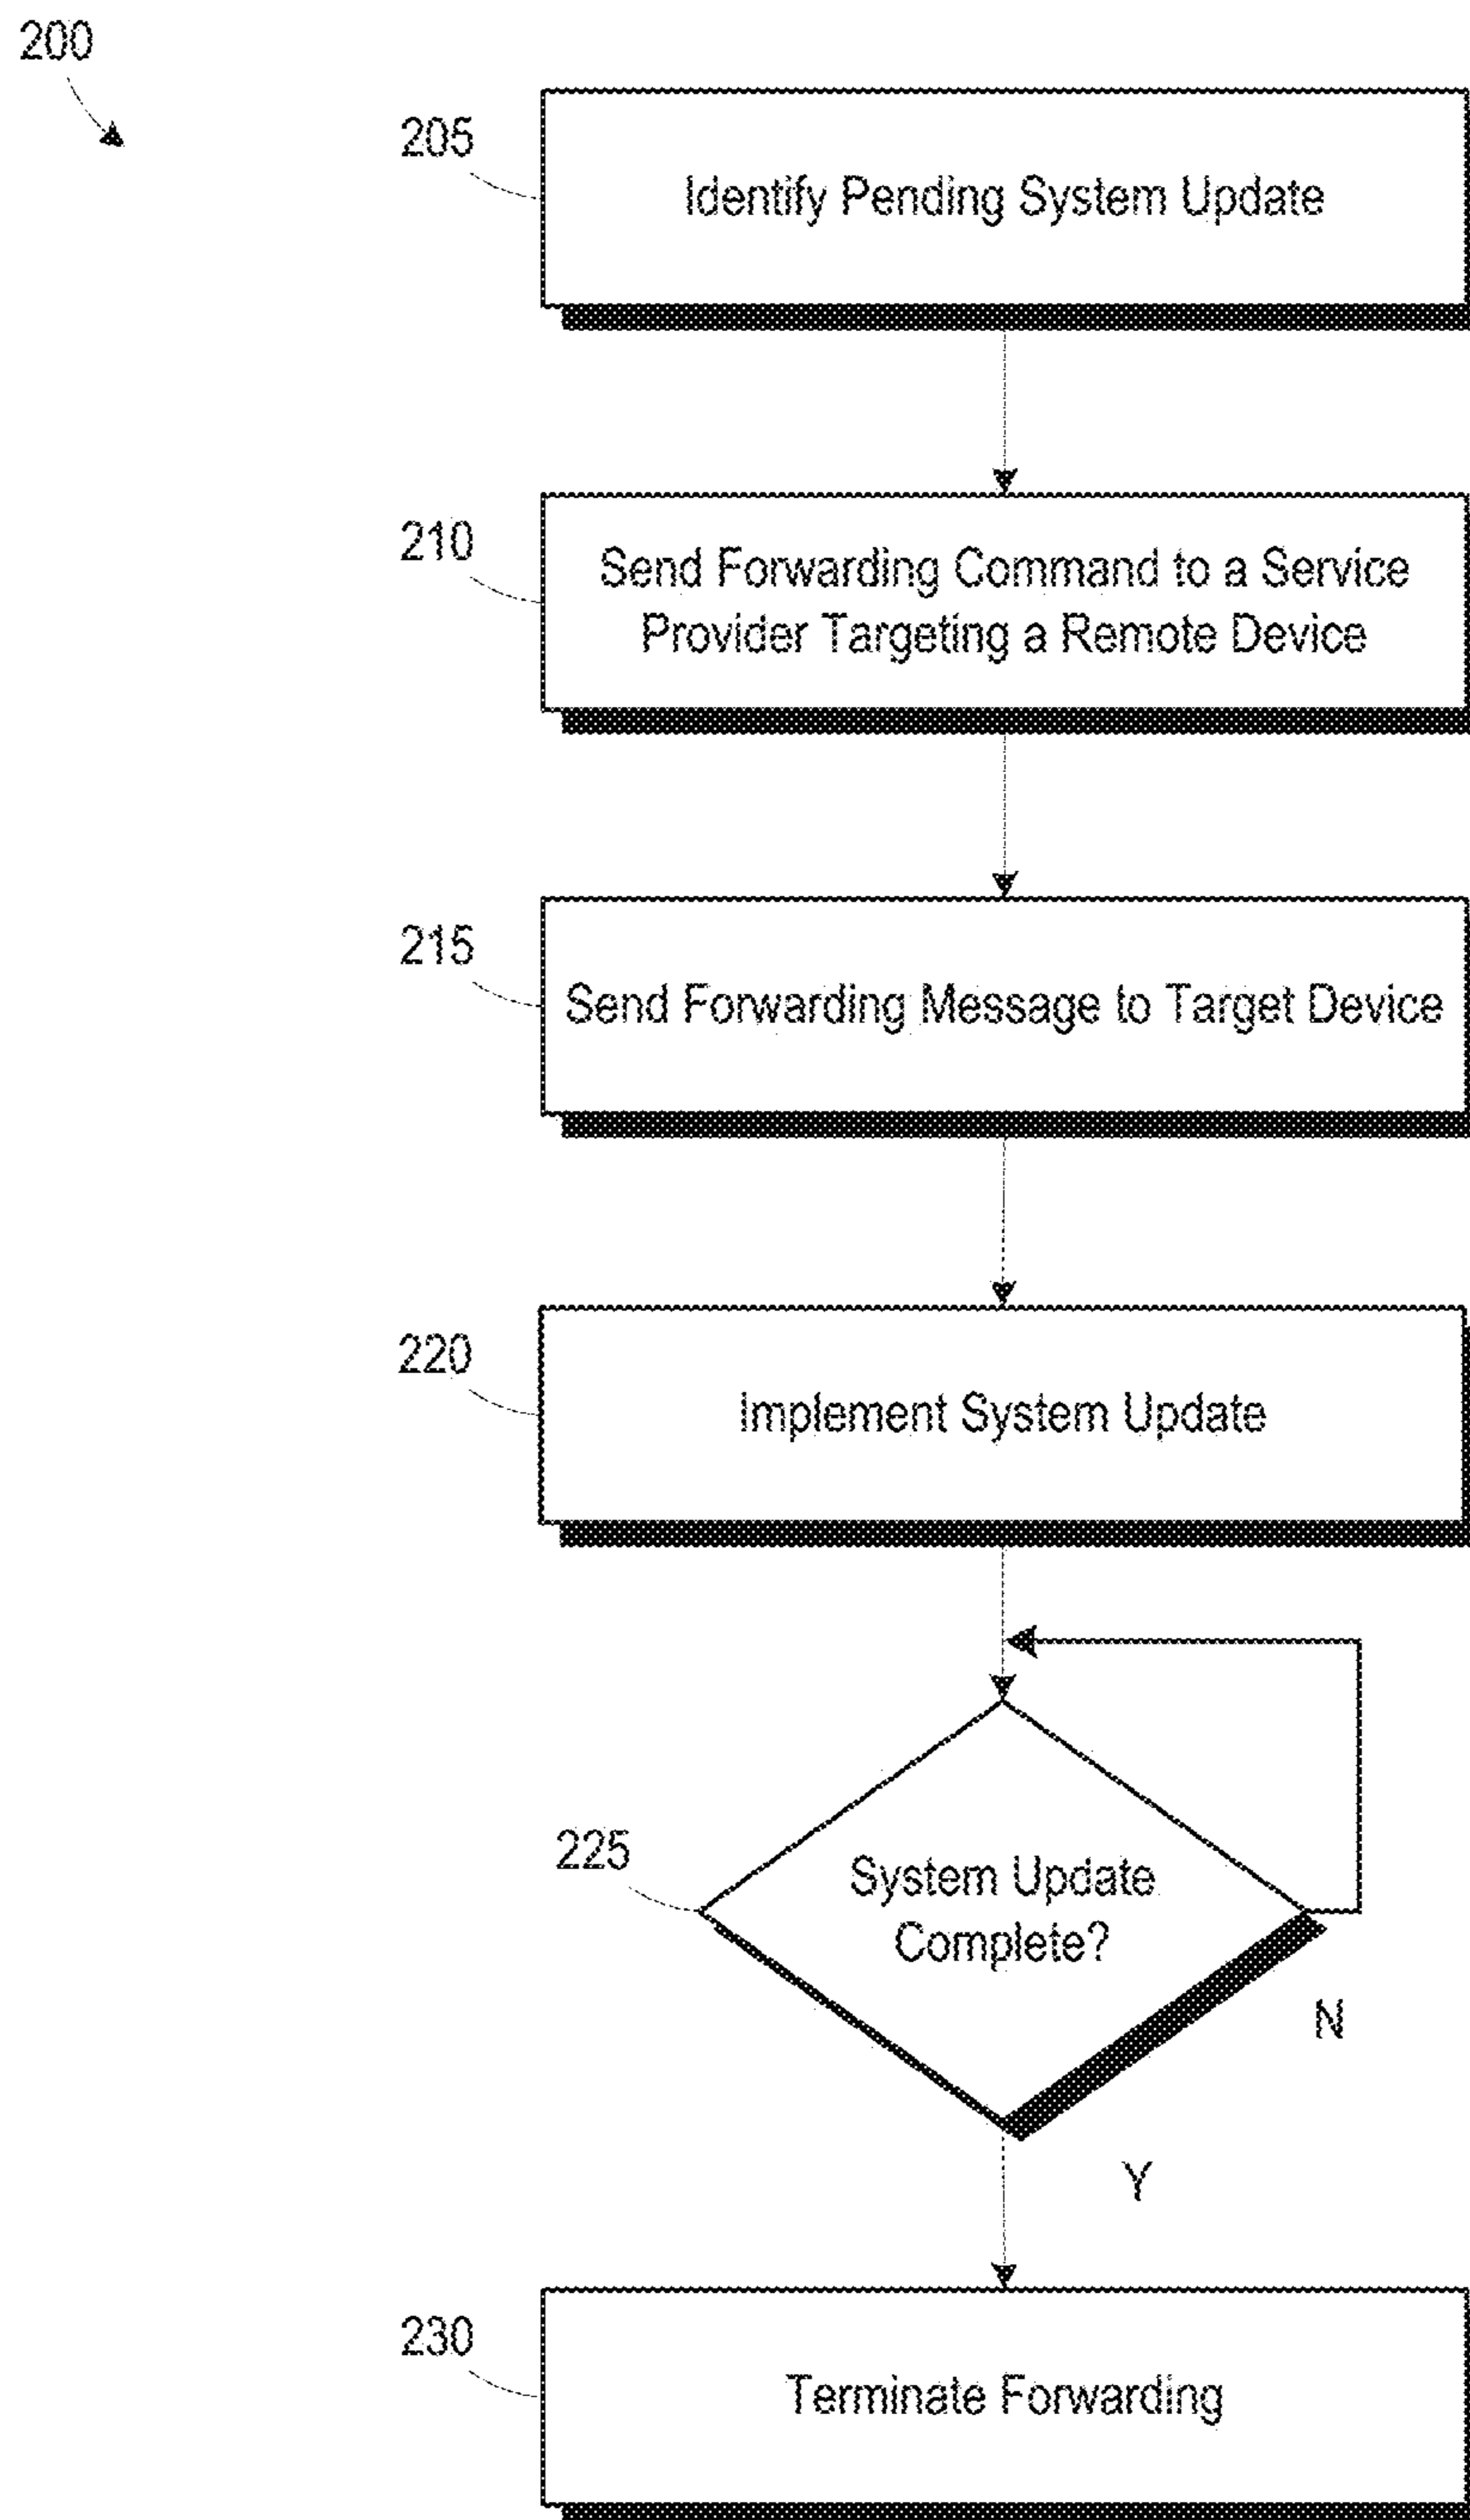 200
205
Identify Pending System Update
210
Send Forwarding Command to a Service
Provider Targeting a Remote Device
215
Send Forwarding Message to Target Device
220
Implement System Update
225
System Update
Complete?
N
Y
230
Terminate Forwarding